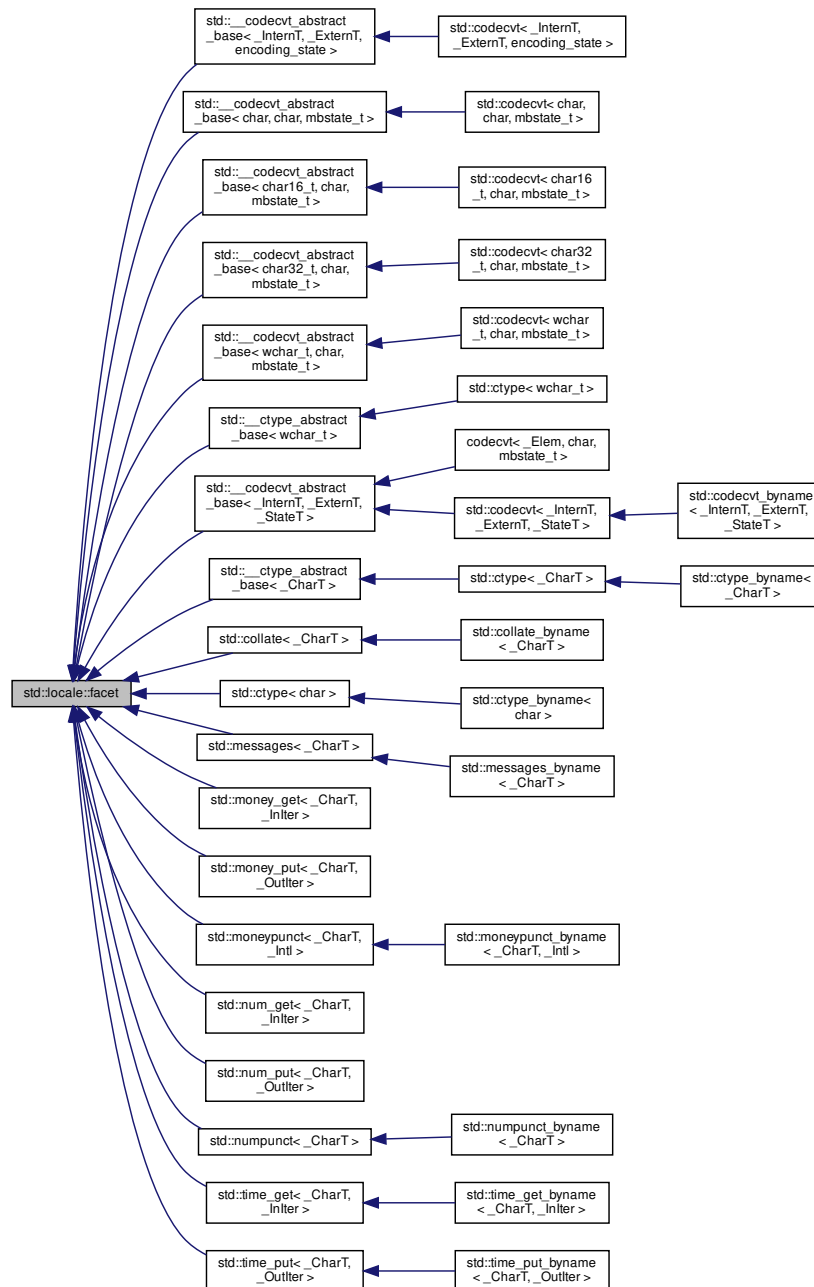 std::__codecvt_abstract
_base< _InternT, _ExternT,
encoding_state >
std::codecvt< _InternT,
_ExternT, encoding_state >
std::__codecvt_abstract
_base< char, char, mbstate_t >
std::codecvt< char,
char, mbstate_t >
std::__codecvt_abstract
_base< char16_t, char,
mbstate_t >
std::codecvt< char16
_t, char, mbstate_t >
std::__codecvt_abstract
_base< char32_t, char,
mbstate_t >
std::codecvt< char32
_t, char, mbstate_t >
std::__codecvt_abstract
_base< wchar_t, char,
mbstate_t >
std::codecvt< wchar
_t, char, mbstate_t >
std::__ctype_abstract
_base< wchar_t >
std::ctype< wchar_t >
std::__codecvt_abstract
_base< _InternT, _ExternT,
_StateT >
codecvt< _Elem, char,
mbstate_t >
std::codecvt< _InternT,
_ExternT, _StateT >
std::codecvt_byname
< _InternT, _ExternT,
_StateT >
std::__ctype_abstract
_base< _CharT >
std::ctype< _CharT >
std::ctype_byname<
_CharT >
std::collate< _CharT >
std::collate_byname
< _CharT >
std::locale::facet
std::ctype< char >
std::ctype_byname<
char >
std::messages< _CharT >
std::messages_byname
< _CharT >
std::money_get< _CharT,
_InIter >
std::money_put< _CharT,
_OutIter >
std::moneypunct< _CharT,
_Intl >
std::moneypunct_byname
< _CharT, _Intl >
std::num_get< _CharT,
_InIter >
std::num_put< _CharT,
_OutIter >
std::numpunct< _CharT >
std::numpunct_byname
< _CharT >
std::time_get< _CharT,
_InIter >
std::time_get_byname
< _CharT, _InIter >
std::time_put< _CharT,
_OutIter >
std::time_put_byname
< _CharT, _OutIter >